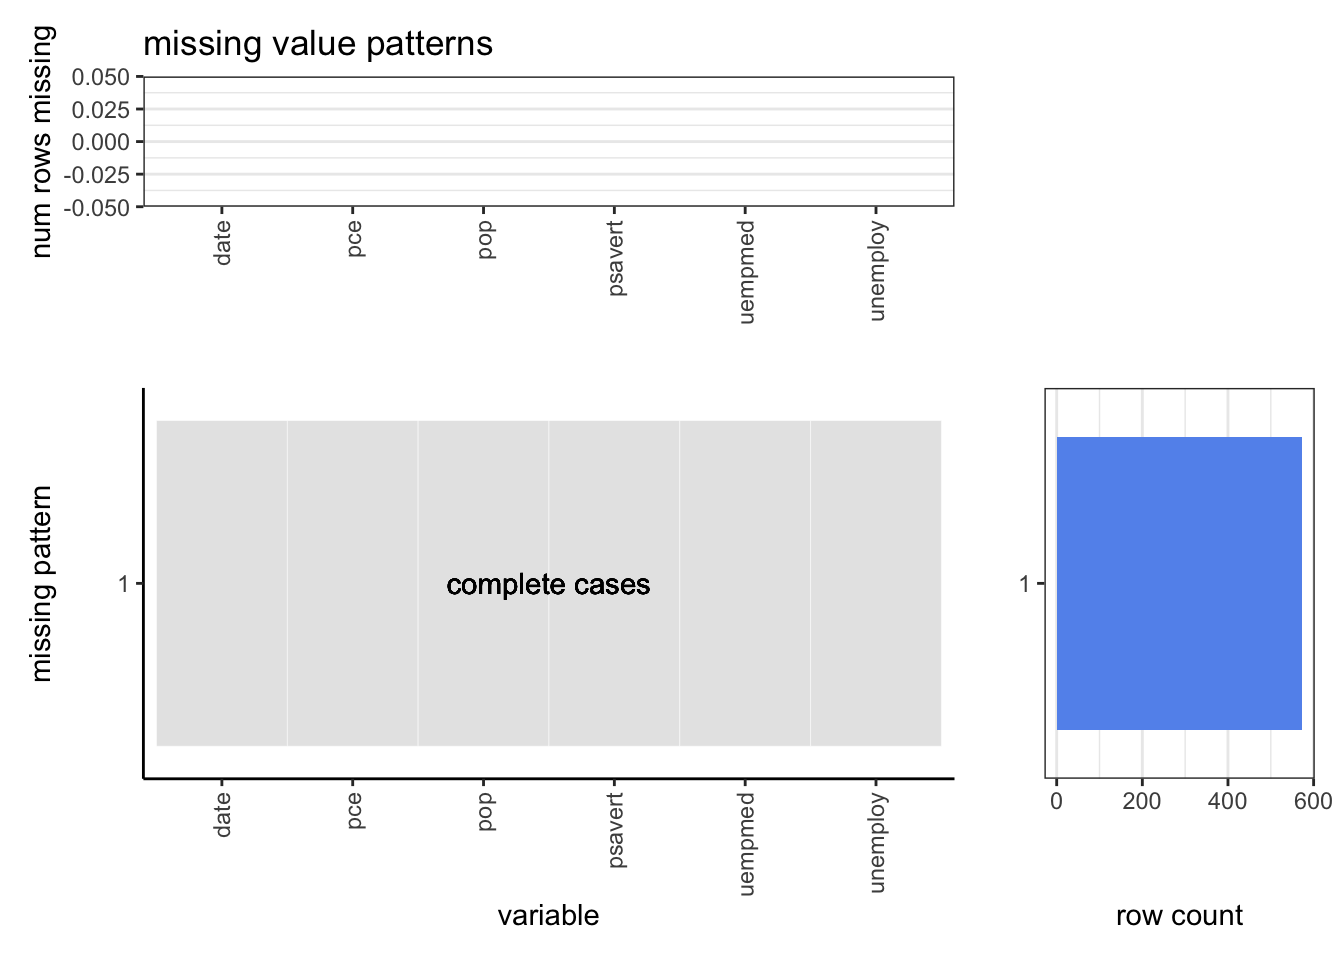 missing value patterns
num rows missing
0.050
0.025
0.000
-0.025
-0.050
date
pce
pop
psavert
uempmed
unemploy
missing pattern
1
complete cases
date
pce
pop
psavert
uempmed
unemploy
variable
1
0 200 400 600
row count